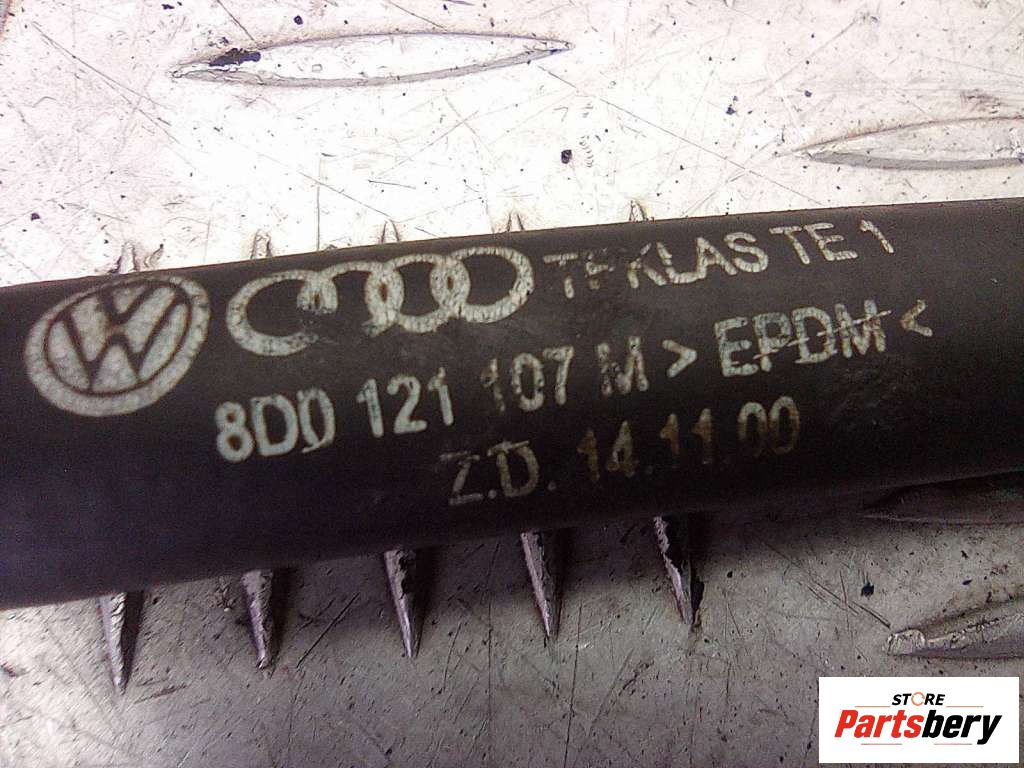 TEKLAS TE 1
8D0 121 107 M >EPDM<
Z.D. 14.11.00
STORE
Partsbery